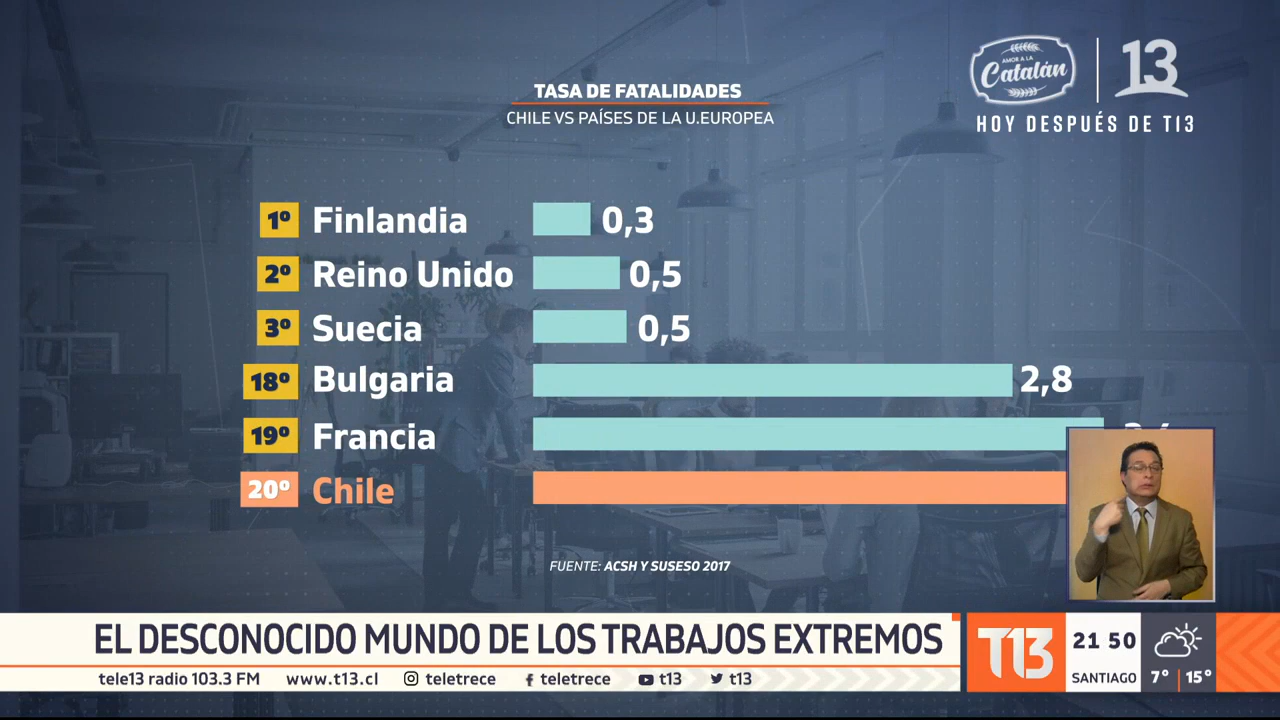 AMOR A LA
Catalán
13
HOY DESPUÉS DE T13
TASA DE FATALIDADES
CHILE VS PAÍSES DE LA U.EUROPEA
1º Finlandia 0,3
2º Reino Unido 0,5
3º Suecia 0,5
18º Bulgaria 2,8
19º Francia
20º Chile
FUENTE: ACSH Y SUSESO 2017
EL DESCONOCIDO MUNDO DE LOS TRABAJOS EXTREMOS
tele13 radio 103.3 FM www.t13.cl teletrece teletrece t13 t13
T13
21 50
SANTIAGO
7º 15º